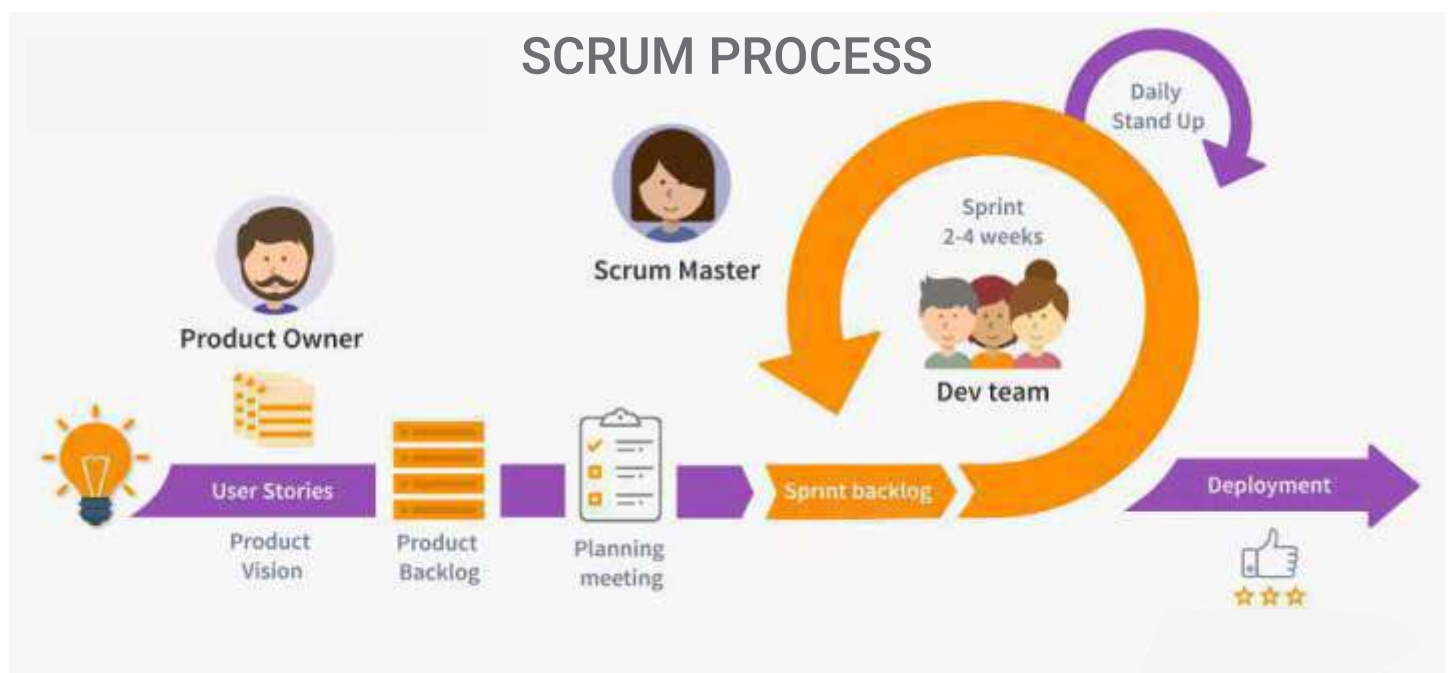 SCRUM PROCESS
Daily
Stand Up
Sprint
2-4 weeks
Scrum Master
Product Owner
Dev team
User Stories
Sprint backlog
Deployment
Product
Vision
Product
Backlog
Planning
meeting